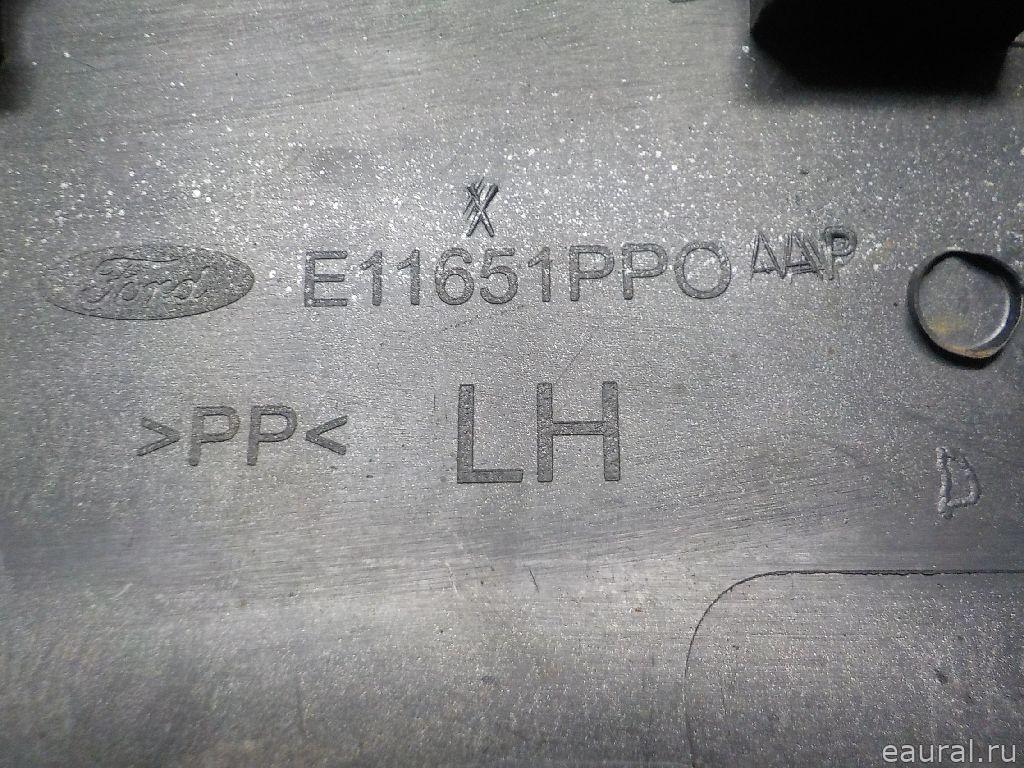 X
Ford E11651PPO AAP
>PP< LH
D
eaural.ru